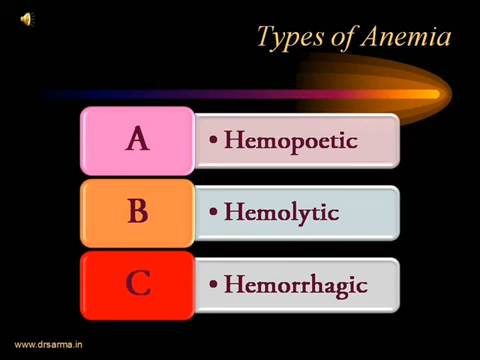 Types of Anemia
A
• Hemopoetic
B
• Hemolytic
C
• Hemorrhagic
www.drsarma.in